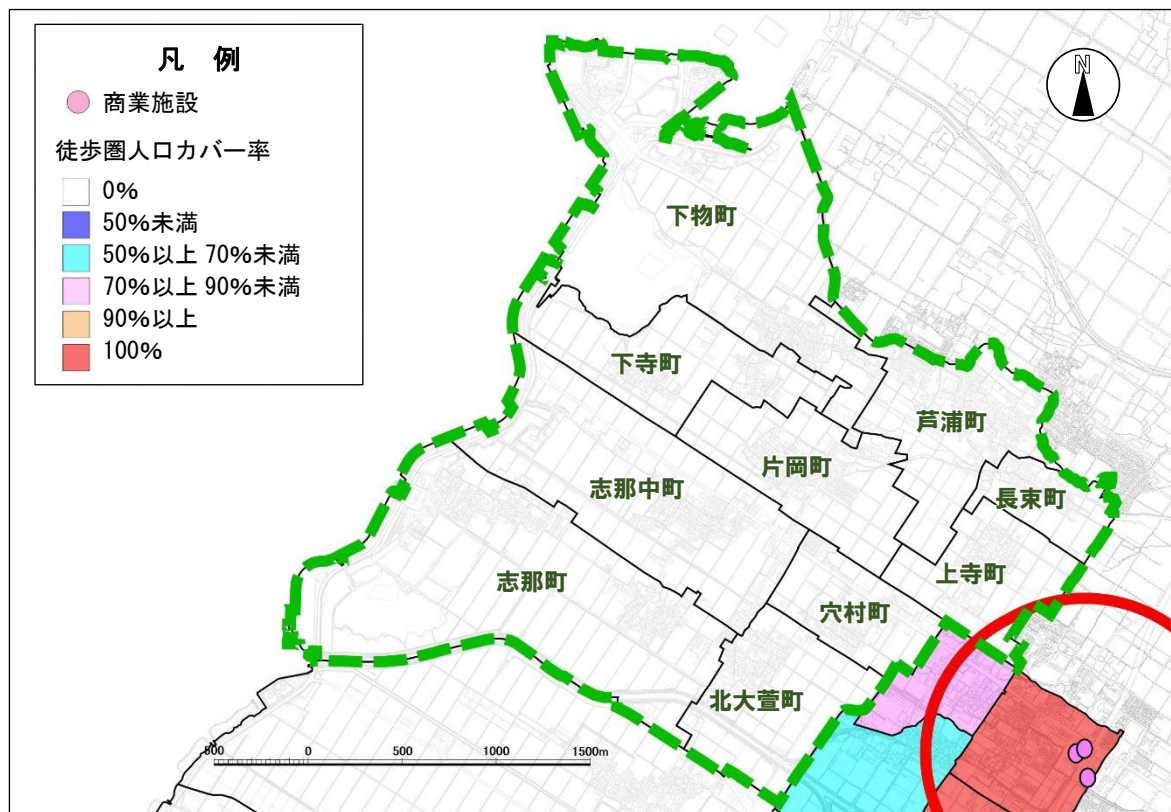 凡 例
商業施設
徒歩圏人口カバー率
0%
50%未満
50%以上 70%未満
70%以上 90%未満
90%以上
100%
N
下物町
下寺町
芦浦町
片岡町
志那中町
長束町
上寺町
志那町
穴村町
北大萱町
500 0 500 1000 1500m